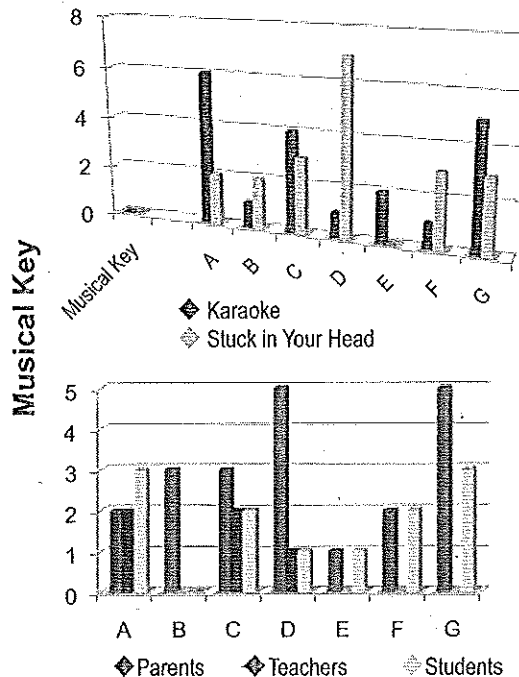 8
6
4
2
0
Musical Key A B C D E F G
Karaoke
Stuck in Your Head
Musical Key
5
4
3
2
1
0
A B C D E F G
Parents Teachers Students